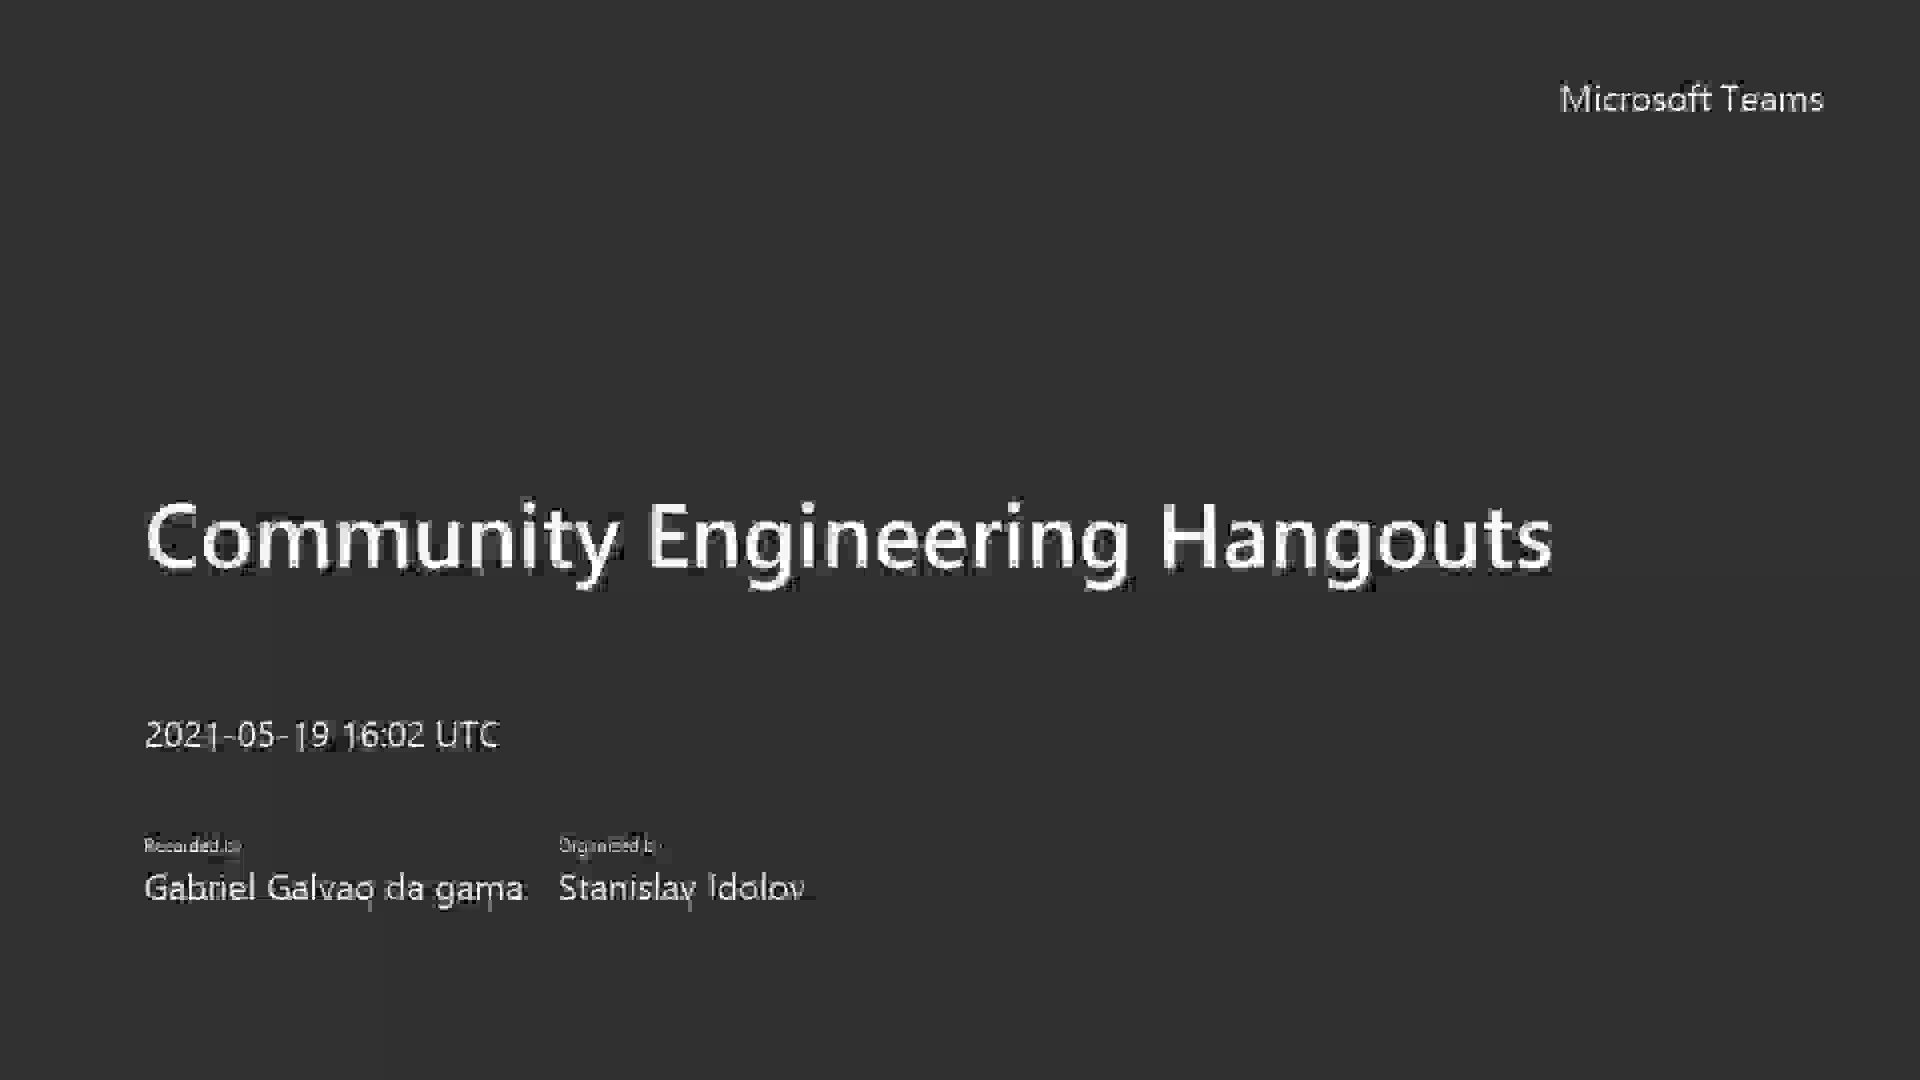 Microsoft Teams
Community Engineering Hangouts
2021-05-19 16:02 UTC
Recorded by
Organized by
Gabriel Galvao da gama
Stanislav Idolov